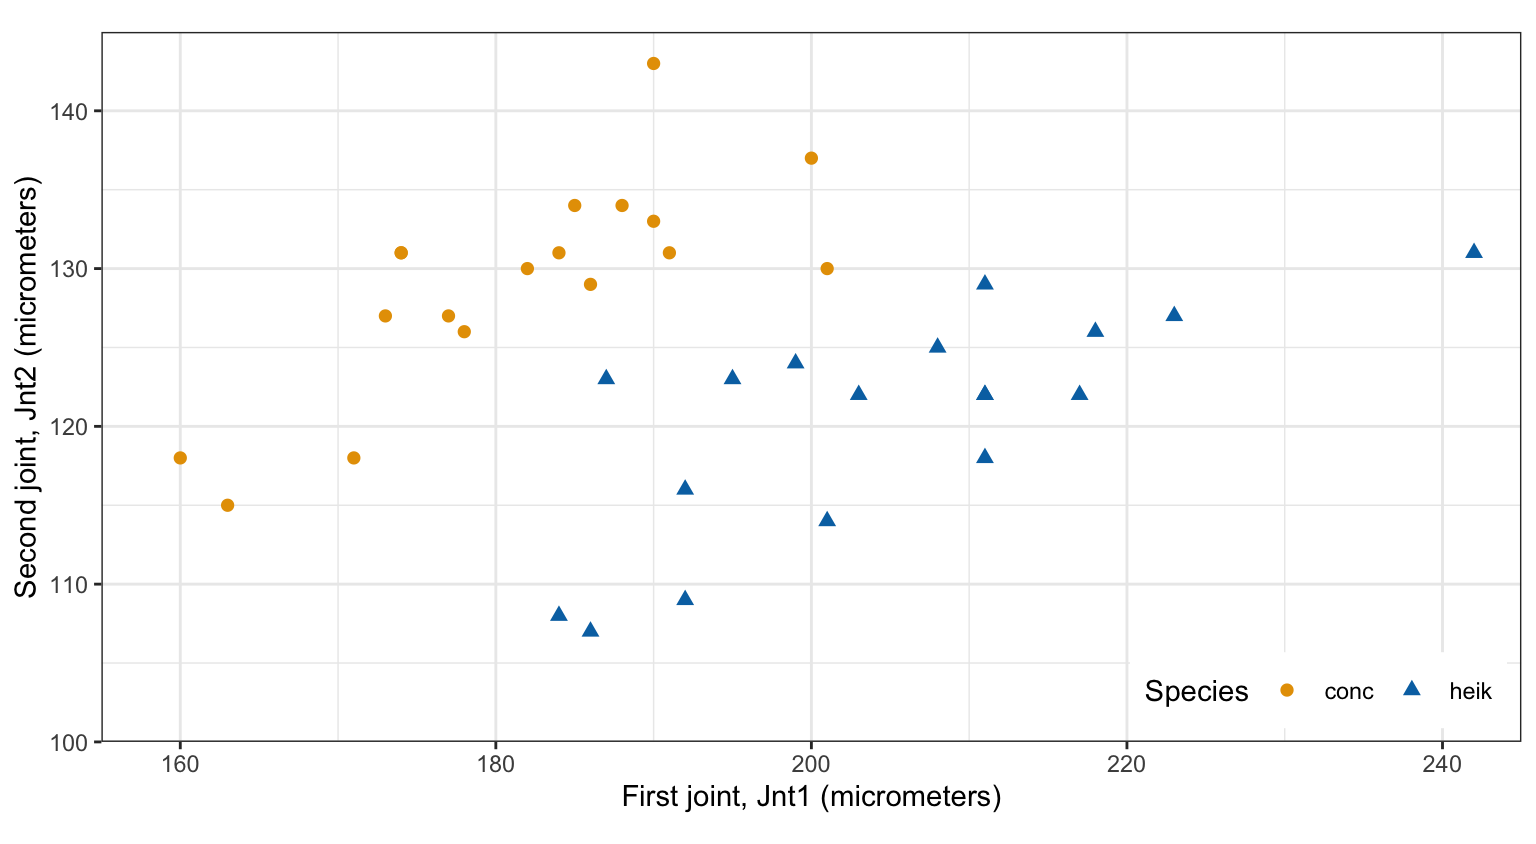 Second joint, Jnt2 (micrometers)
140
130
120
110
100
160 180 200 220 240
First joint, Jnt1 (micrometers)
Species conc heik